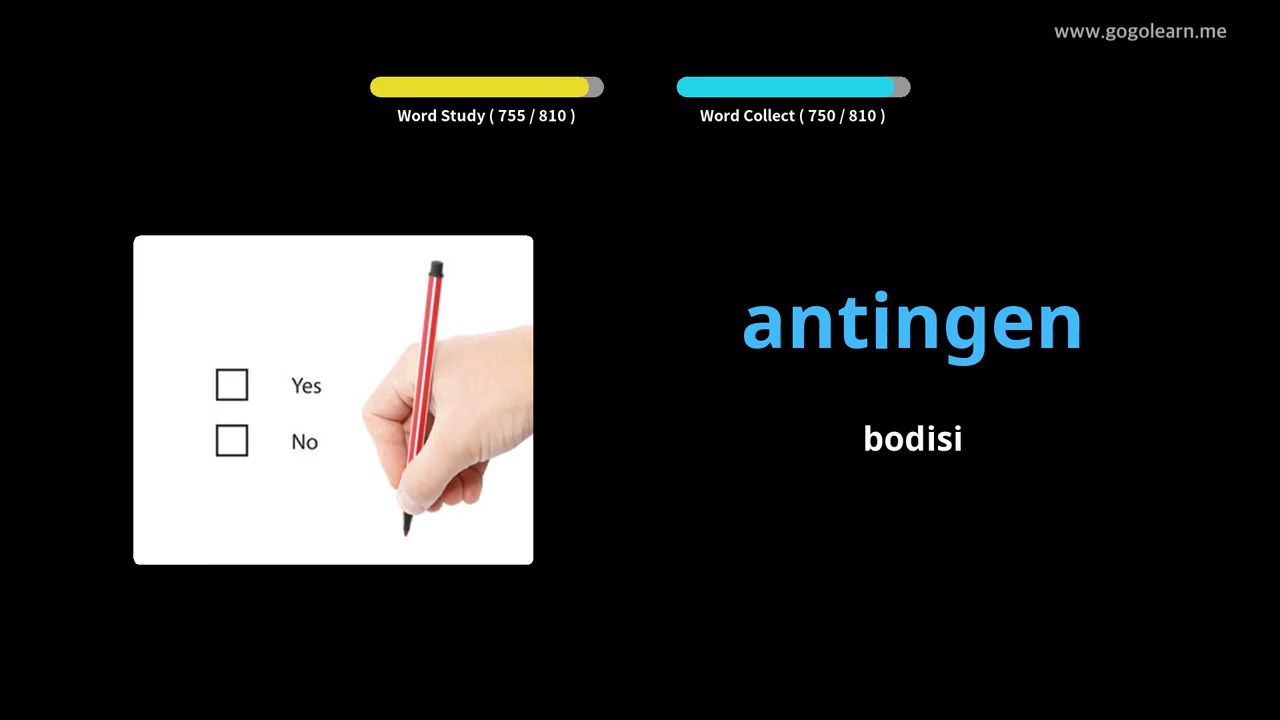 www.gogolearn.me
Word Study ( 755 / 810 )
Word Collect ( 750 / 810 )
Yes
No
antingen
bodisi